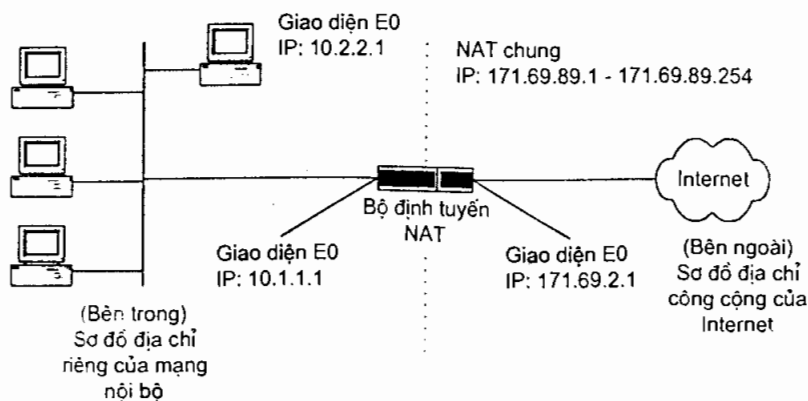 Giao diện E0
IP: 10.2.2.1
NAT chung
IP: 171.69.89.1 - 171.69.89.254
Internet
Bộ định tuyến
NAT
Giao diện E0
IP: 10.1.1.1
Giao diện E0
IP: 171.69.2.1
(Bên ngoài)
Sơ đồ địa chỉ
công cộng của
Internet
(Bên trong)
Sơ đồ địa chỉ
riêng của mạng
nội bộ